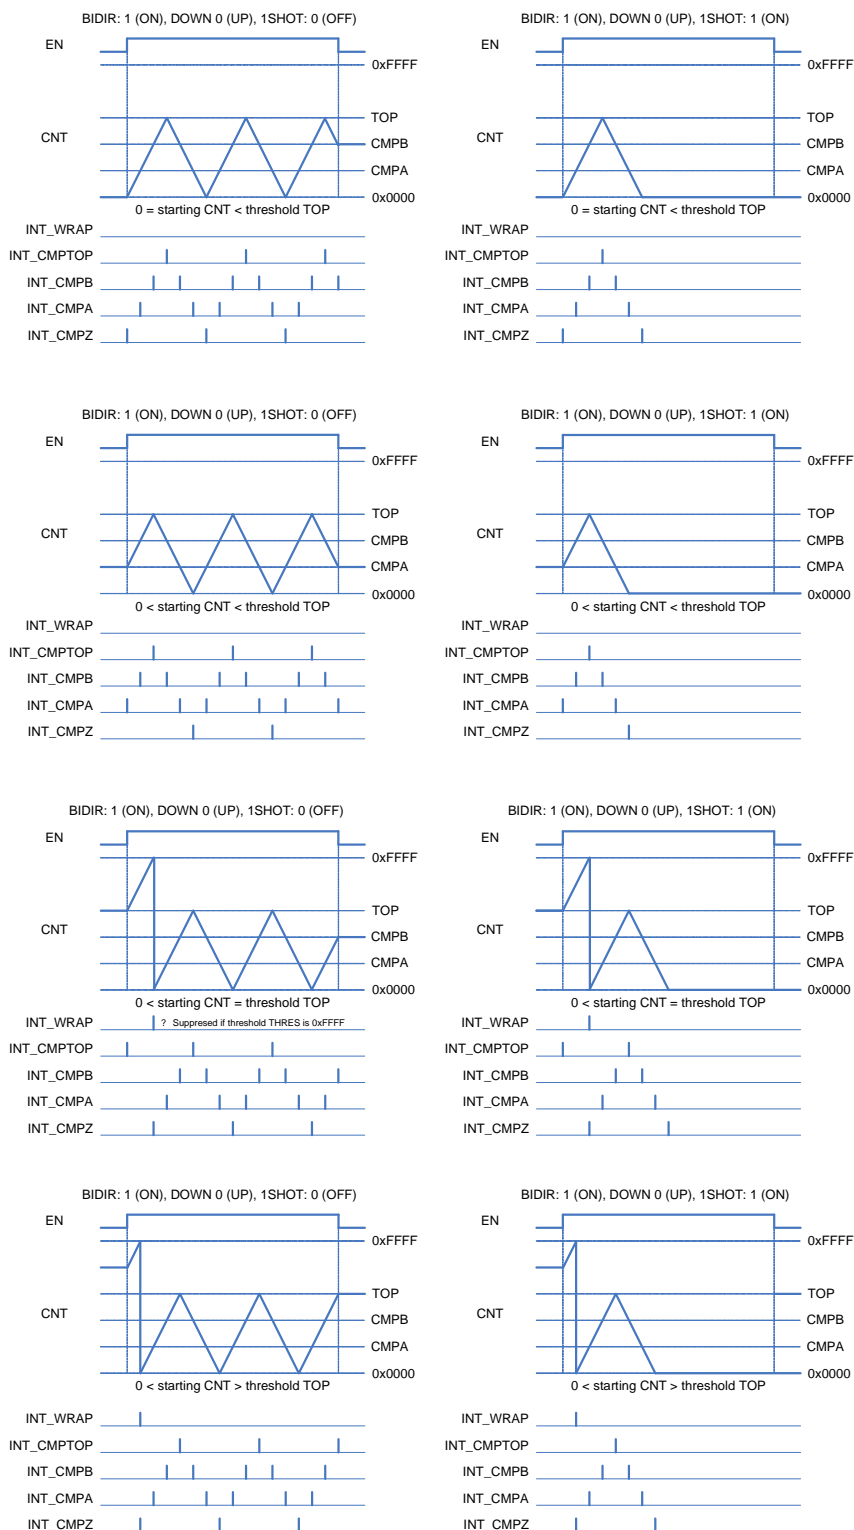 BIDIR: 1 (ON), DOWN 0 (UP), 1SHOT: 0 (OFF)
EN
0xFFFF
TOP
CNT
CMPB
CMPA
0x0000
0 = starting CNT < threshold TOP
INT_WRAP
INT_CMPTOP
INT_CMPB
INT_CMPA
INT_CMPZ
BIDIR: 1 (ON), DOWN 0 (UP), 1SHOT: 1 (ON)
EN
0xFFFF
TOP
CNT
CMPB
CMPA
0x0000
0 = starting CNT < threshold TOP
INT_WRAP
INT_CMPTOP
INT_CMPB
INT_CMPA
INT_CMPZ
BIDIR: 1 (ON), DOWN 0 (UP), 1SHOT: 0 (OFF)
EN
0xFFFF
TOP
CNT
CMPB
CMPA
0x0000
0 < starting CNT < threshold TOP
INT_WRAP
INT_CMPTOP
INT_CMPB
INT_CMPA
INT_CMPZ
BIDIR: 1 (ON), DOWN 0 (UP), 1SHOT: 1 (ON)
EN
0xFFFF
TOP
CNT
CMPB
CMPA
0x0000
0 < starting CNT < threshold TOP
INT_WRAP
INT_CMPTOP
INT_CMPB
INT_CMPA
INT_CMPZ
BIDIR: 1 (ON), DOWN 0 (UP), 1SHOT: 0 (OFF)
EN
0xFFFF
TOP
CNT
CMPB
CMPA
0x0000
0 < starting CNT = threshold TOP
INT_WRAP ? Suppresed if threshold THRES is 0xFFFF
INT_CMPTOP
INT_CMPB
INT_CMPA
INT_CMPZ
BIDIR: 1 (ON), DOWN 0 (UP), 1SHOT: 1 (ON)
EN
0xFFFF
TOP
CNT
CMPB
CMPA
0x0000
0 < starting CNT = threshold TOP
INT_WRAP
INT_CMPTOP
INT_CMPB
INT_CMPA
INT_CMPZ
BIDIR: 1 (ON), DOWN 0 (UP), 1SHOT: 0 (OFF)
EN
0xFFFF
TOP
CNT
CMPB
CMPA
0x0000
0 < starting CNT > threshold TOP
INT_WRAP
INT_CMPTOP
INT_CMPB
INT_CMPA
INT_CMPZ
BIDIR: 1 (ON), DOWN 0 (UP), 1SHOT: 1 (ON)
EN
0xFFFF
TOP
CNT
CMPB
CMPA
0x0000
0 < starting CNT > threshold TOP
INT_WRAP
INT_CMPTOP
INT_CMPB
INT_CMPA
INT_CMPZ